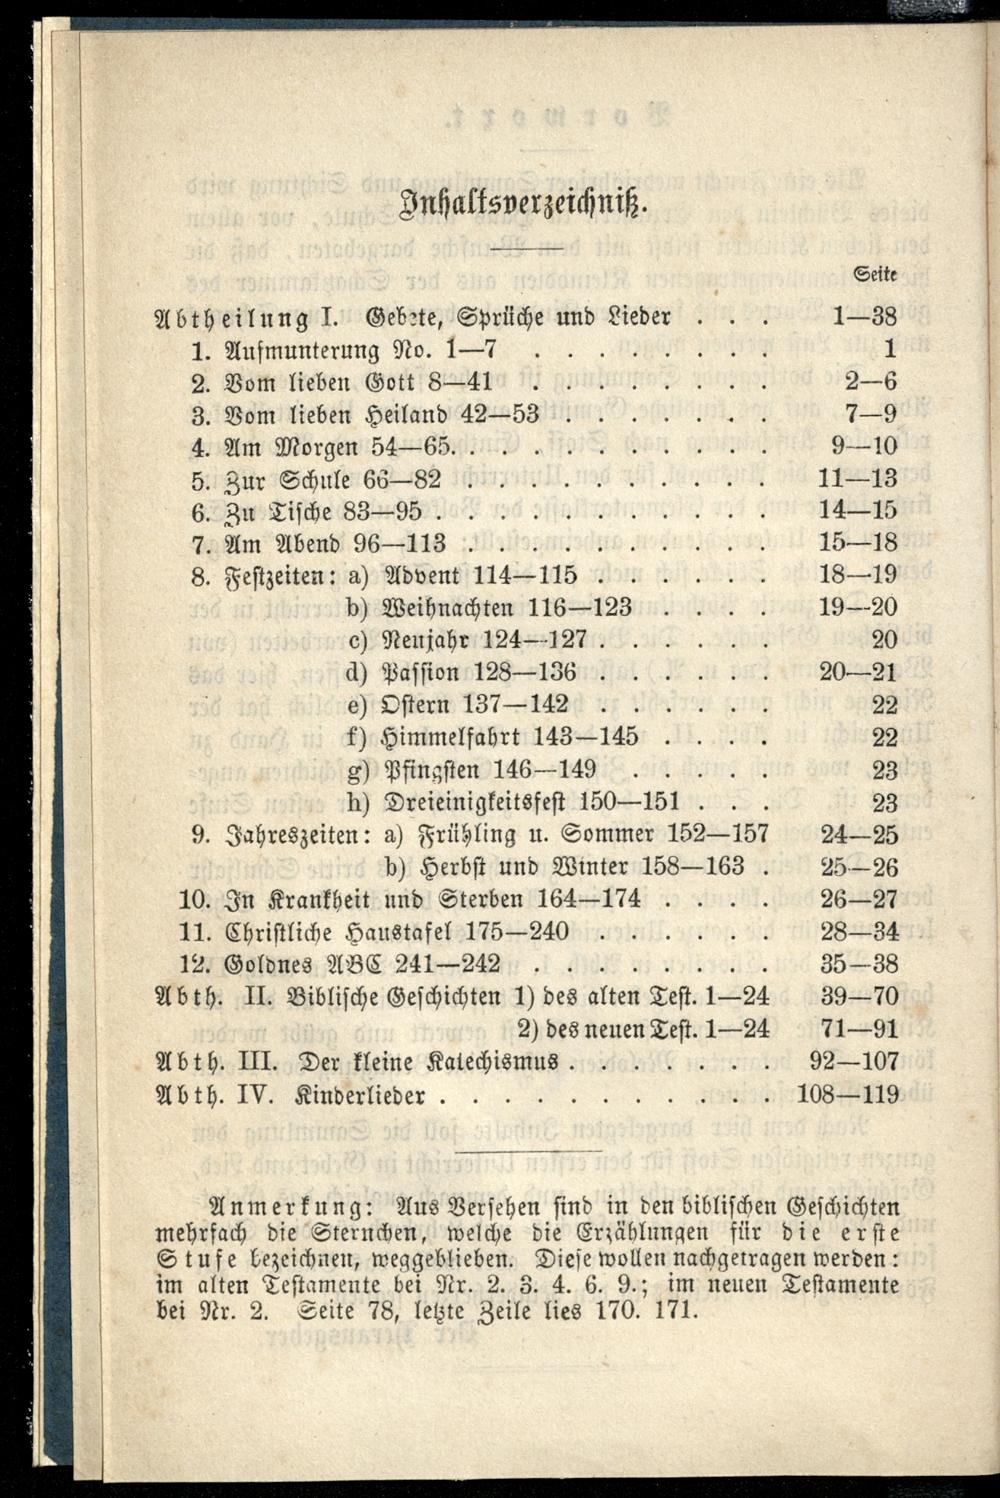 Inhaltsverzeichniß.
Seite
Abtheilung I. Gebete, Sprüche und Lieder . . . 1—38
1. Aufmunterung No. 1—7 . . . . . . . . 1
2. Vom lieben Gott 8—41 . . . . . . . . 2—6
3. Vom lieben Heiland 42—53 . . . . . . . 7—9
4. Am Morgen 54—65. . . . . . . . . . . 9—10
5. Zur Schule 66—82 . . . . . . . . . . 11—13
6. Zu Tische 83—95 . . . . . . . . . . . 14—15
7. Am Abend 96—113 . . . . . . . . . . 15—18
8. Festzeiten: a) Advent 114—115 . . . . . . 18—19
b) Weihnachten 116—123 . . . . 19—20
c) Neujahr 124—127 . . . . . . 20
d) Passion 128—136 . . . . . . 20—21
e) Ostern 137—142 . . . . . . 22
f) Himmelfahrt 143—145 . . . . 22
g) Pfingsten 146—149 . . . . . 23
h) Dreieinigkeitsfest 150—151 . . . 23
9. Jahreszeiten: a) Frühling u. Sommer 152—157 24—25
b) Herbst und Winter 158—163 . 25—26
10. In Krankheit und Sterben 164—174 . . . . 26—27
11. Christliche Haustafel 175—240 . . . . . . 28—34
12. Goldnes ABC 241—242 . . . . . . . . 35—38
Abth. II. Biblische Geschichten 1) des alten Test. 1—24 39—70
2) des neuen Test. 1—24 71—91
Abth. III. Der kleine Katechismus . . . . . . . 92—107
Abth. IV. Kinderlieder . . . . . . . . . . . 108—119
Anmerkung: Aus Versehen sind in den biblischen Geschichten
mehrfach die Sternchen, welche die Erzählungen für die erste
Stufe bezeichnen, weggeblieben. Diese wollen nachgetragen werden:
im alten Testamente bei Nr. 2. 3. 4. 6. 9.; im neuen Testamente
bei Nr. 2. Seite 78, letzte Zeile lies 170. 171.